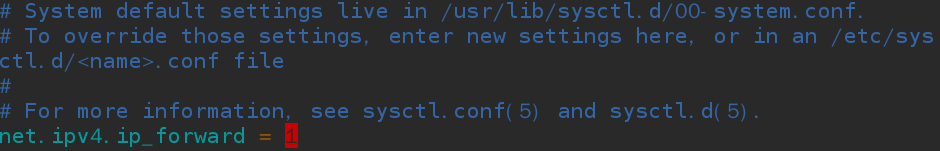 # System default settings live in /usr/lib/sysctl.d/00-system.conf.
# To override those settings, enter new settings here, or in an /etc/sys
ctl.d/<name>.conf file
#
# For more information, see sysctl.conf(5) and sysctl.d(5).
net.ipv4.ip_forward = 1